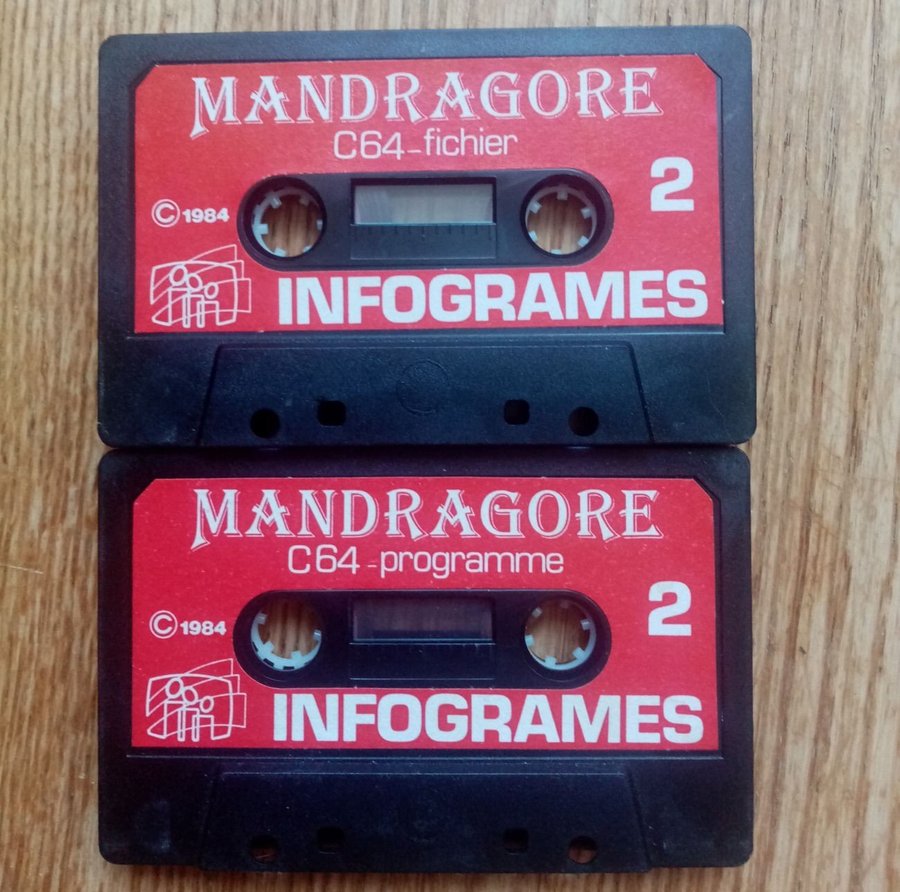 MANDRAGORE
C64-fichier
2
© 1984
INFOGRAMES
MANDRAGORE
C64-programme
2
© 1984
INFOGRAMES